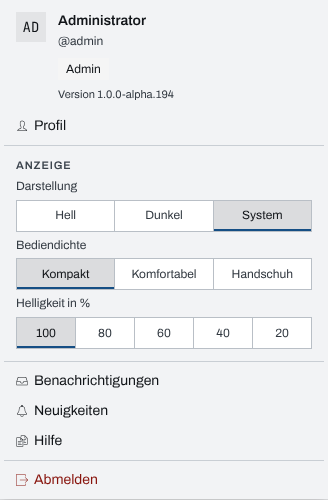 AD
Administrator
@admin
Admin
Version 1.0.0-alpha.194
Profil
ANZEIGE
Darstellung
Hell Dunkel System
Bediendichte
Kompakt Komfortabel Handschuh
Helligkeit in %
100 80 60 40 20
Benachrichtigungen
Neuigkeiten
Hilfe
Abmelden